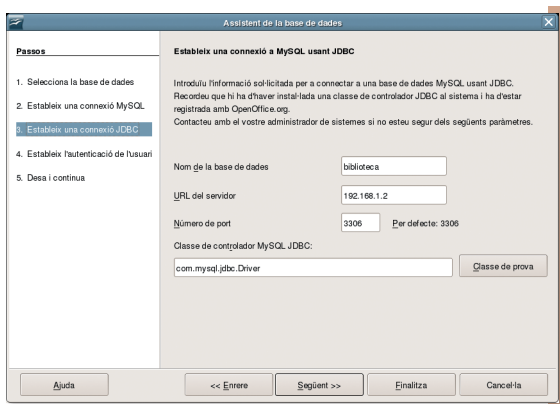 Assistent de la base de dades
Passos
1. Selecciona la base de dades
2. Estableix una connexió MySQL
3. Estableix una connexió JDBC
4. Estableix l'autenticació de l'usuari
5. Desa i continua
Estableix una connexió a MySQL usant JDBC
Introduïu l'informació sol·licitada per a connectar a una base de dades MySQL usant JDBC.
Recordeu que hi ha d'haver instal·lada una classe de controlador JDBC al sistema i ha d'estar
registrada amb OpenOffice.org.
Contacteu amb el vostre administrador de sistemes si no esteu segur dels següents paràmetres.
Nom de la base de dades biblioteca
URL del servidor 192.168.1.2
Número de port 3306 Per defecte: 3306
Classe de controlador MySQL JDBC:
com.mysql.jdbc.Driver Classe de prova
Ajuda << Enrere Següent >> Finalitza Cancel·la